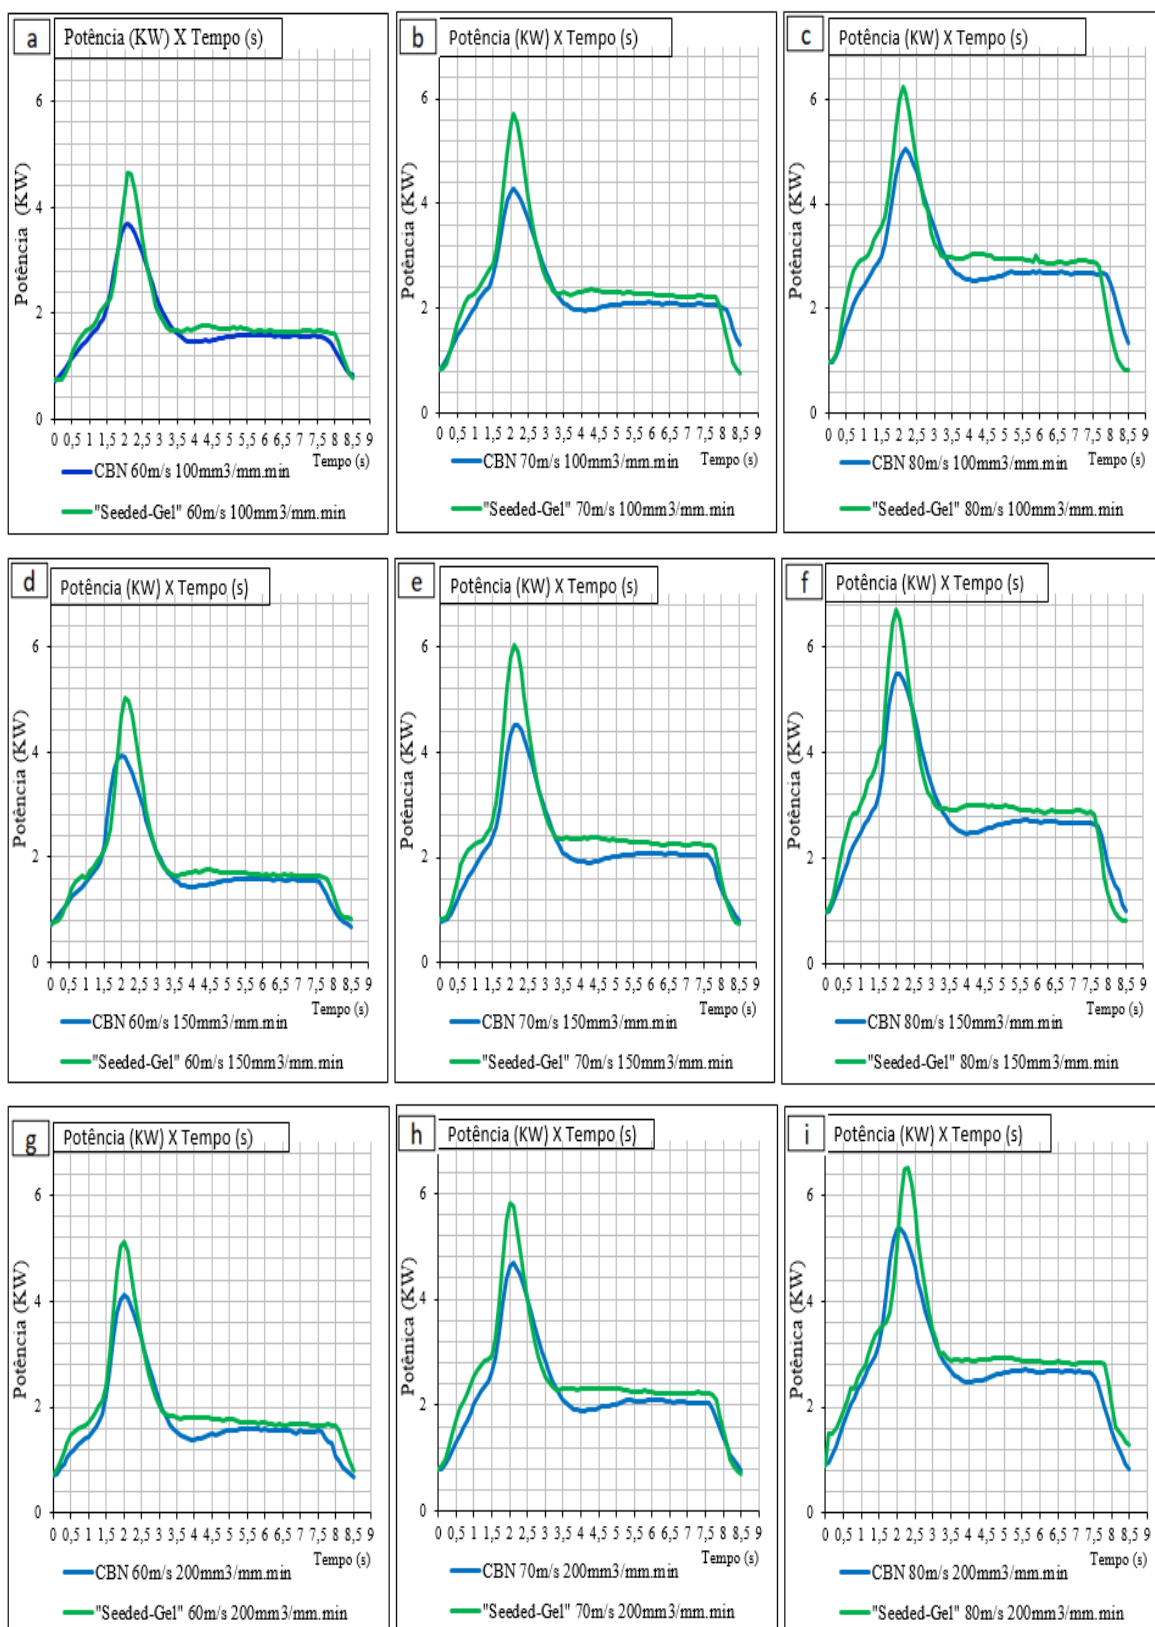 a
Potência (KW) X Tempo (s)
Potência (KW)
6
4
2
0
0 0,5 1 1,5 2 2,5 3 3,5 4 4,5 5 5,5 6 6,5 7 7,5 8 8,5 9
Tempo (s)
CBN 60m/s 100mm3/mm.min
"Seeded-Gel" 60m/s 100mm3/mm.min
b
Potência (KW) X Tempo (s)
Potência (KW)
6
4
2
0
0 0,5 1 1,5 2 2,5 3 3,5 4 4,5 5 5,5 6 6,5 7 7,5 8 8,5 9
Tempo (s)
CBN 70m/s 100mm3/mm.min
"Seeded-Gel" 70m/s 100mm3/mm.min
c
Potência (KW) X Tempo (s)
Potência (KW)
6
4
2
0
0 0,5 1 1,5 2 2,5 3 3,5 4 4,5 5 5,5 6 6,5 7 7,5 8 8,5 9
Tempo (s)
CBN 80m/s 100mm3/mm.min
"Seeded-Gel" 80m/s 100mm3/mm.min
d
Potência (KW) X Tempo (s)
Potência (KW)
6
4
2
0
0 0,5 1 1,5 2 2,5 3 3,5 4 4,5 5 5,5 6 6,5 7 7,5 8 8,5 9
Tempo (s)
CBN 60m/s 150mm3/mm.min
"Seeded-Gel" 60m/s 150mm3/mm.min
e
Potência (KW) X Tempo (s)
Potência (KW)
6
4
2
0
0 0,5 1 1,5 2 2,5 3 3,5 4 4,5 5 5,5 6 6,5 7 7,5 8 8,5 9
Tempo (s)
CBN 70m/s 150mm3/mm.min
"Seeded-Gel" 70m/s 150mm3/mm.min
f
Potência (KW) X Tempo (s)
Potência (KW)
6
4
2
0
0 0,5 1 1,5 2 2,5 3 3,5 4 4,5 5 5,5 6 6,5 7 7,5 8 8,5 9
Tempo (s)
CBN 80m/s 150mm3/mm.min
"Seeded-Gel" 80m/s 150mm3/mm.min
g
Potência (KW) X Tempo (s)
Potência (KW)
6
4
2
0
0 0,5 1 1,5 2 2,5 3 3,5 4 4,5 5 5,5 6 6,5 7 7,5 8 8,5 9
Tempo (s)
CBN 60m/s 200mm3/mm.min
"Seeded-Gel" 60m/s 200mm3/mm.min
h
Potência (KW) X Tempo (s)
Potênica (KW)
6
4
2
0
0 0,5 1 1,5 2 2,5 3 3,5 4 4,5 5 5,5 6 6,5 7 7,5 8 8,5 9
Tempo (s)
CBN 70m/s 200mm3/mm.min
"Seeded-Gel" 70m/s 200mm3/mm.min
i
Potência (KW) X Tempo (s)
Potênica (KW)
6
4
2
0
0 0,5 1 1,5 2 2,5 3 3,5 4 4,5 5 5,5 6 6,5 7 7,5 8 8,5 9
Tempo (s)
CBN 80m/s 200mm3/mm.min
"Seeded-Gel" 80m/s 200mm3/mm.min